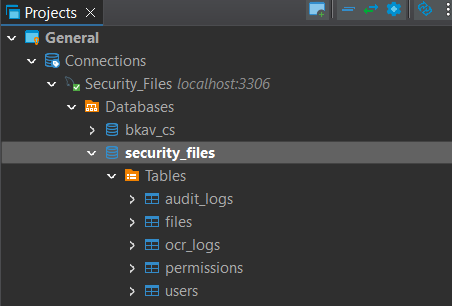 Projects
General
Connections
Security_Files localhost:3306
Databases
bkav_cs
security_files
Tables
audit_logs
files
ocr_logs
permissions
users